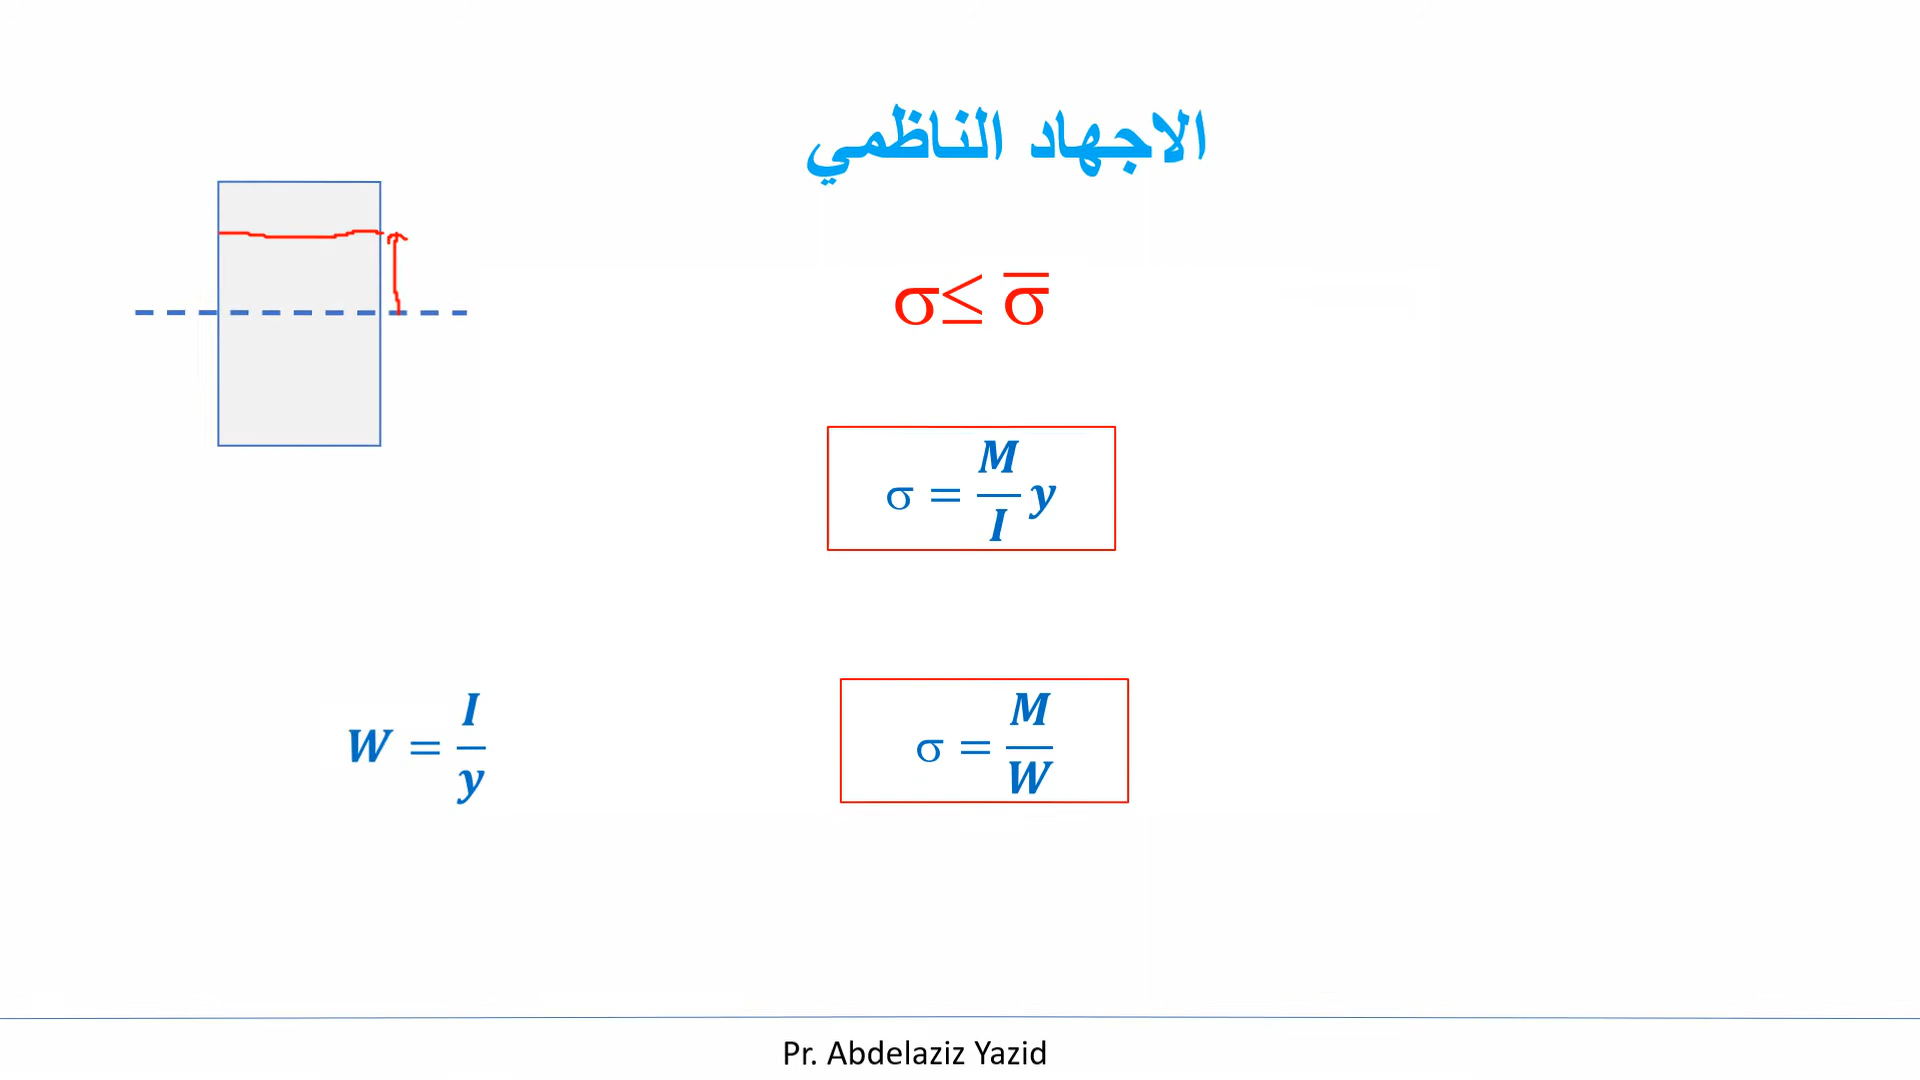 الاجهاد الناظمي
σ≤ σ̅
σ = M/I y
W = I/y
σ = M/W
Pr. Abdelaziz Yazid